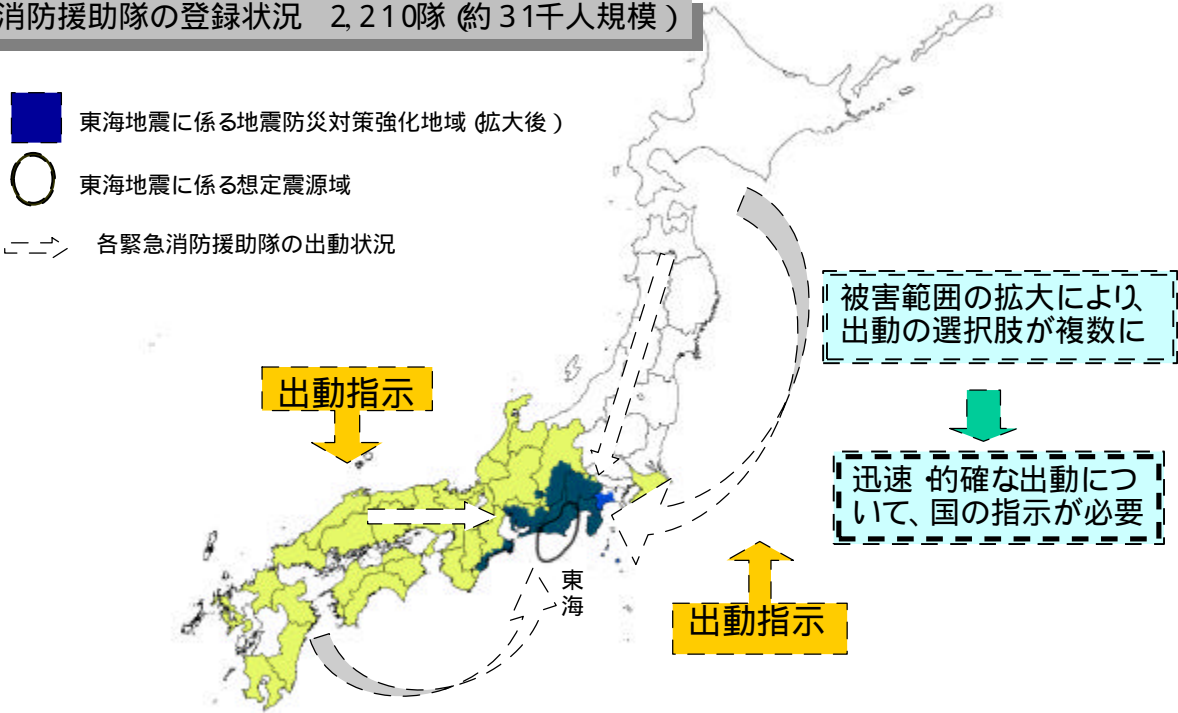 消防援助隊の登録状況 2,210隊(約31千人規模)
東海地震に係る地震防災対策強化地域(拡大後)
東海地震に係る想定震源域
各緊急消防援助隊の出動状況
被害範囲の拡大により、
出動の選択肢が複数に
出動指示
迅速・的確な出動につ
いて、国の指示が必要
東
海
出動指示